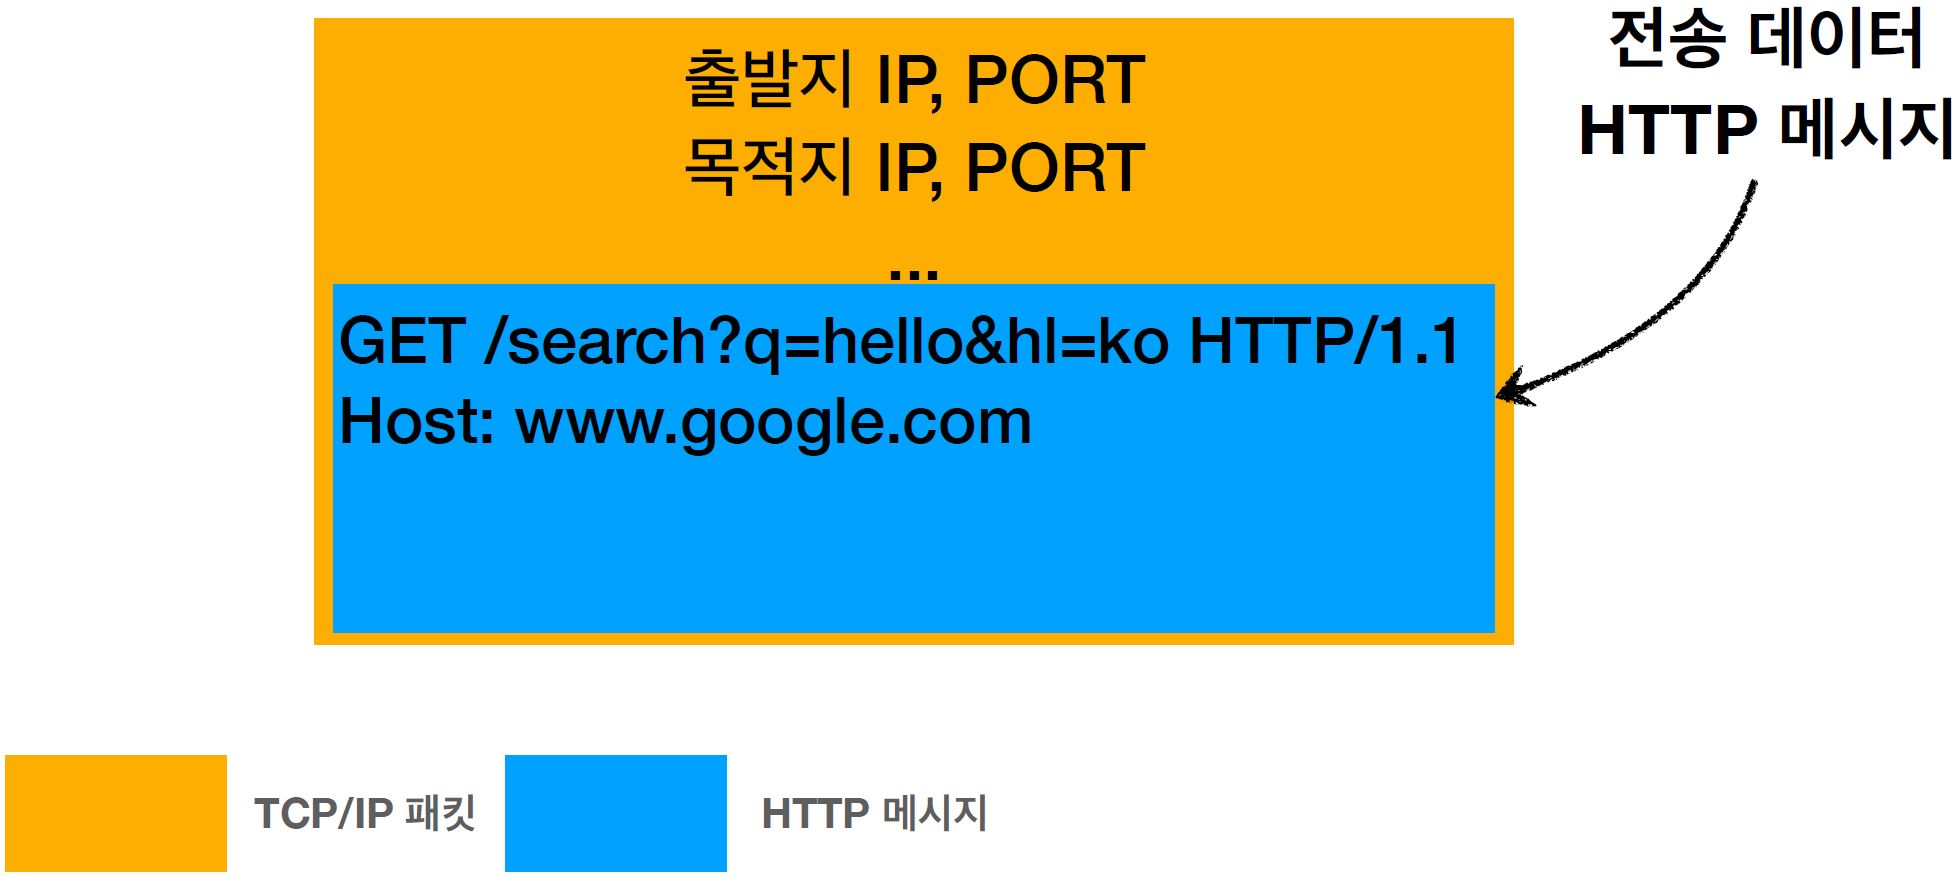 전송 데이터
HTTP 메시지
출발지 IP, PORT
목적지 IP, PORT
...
GET /search?q=hello&hl=ko HTTP/1.1
Host: www.google.com
TCP/IP 패킷
HTTP 메시지